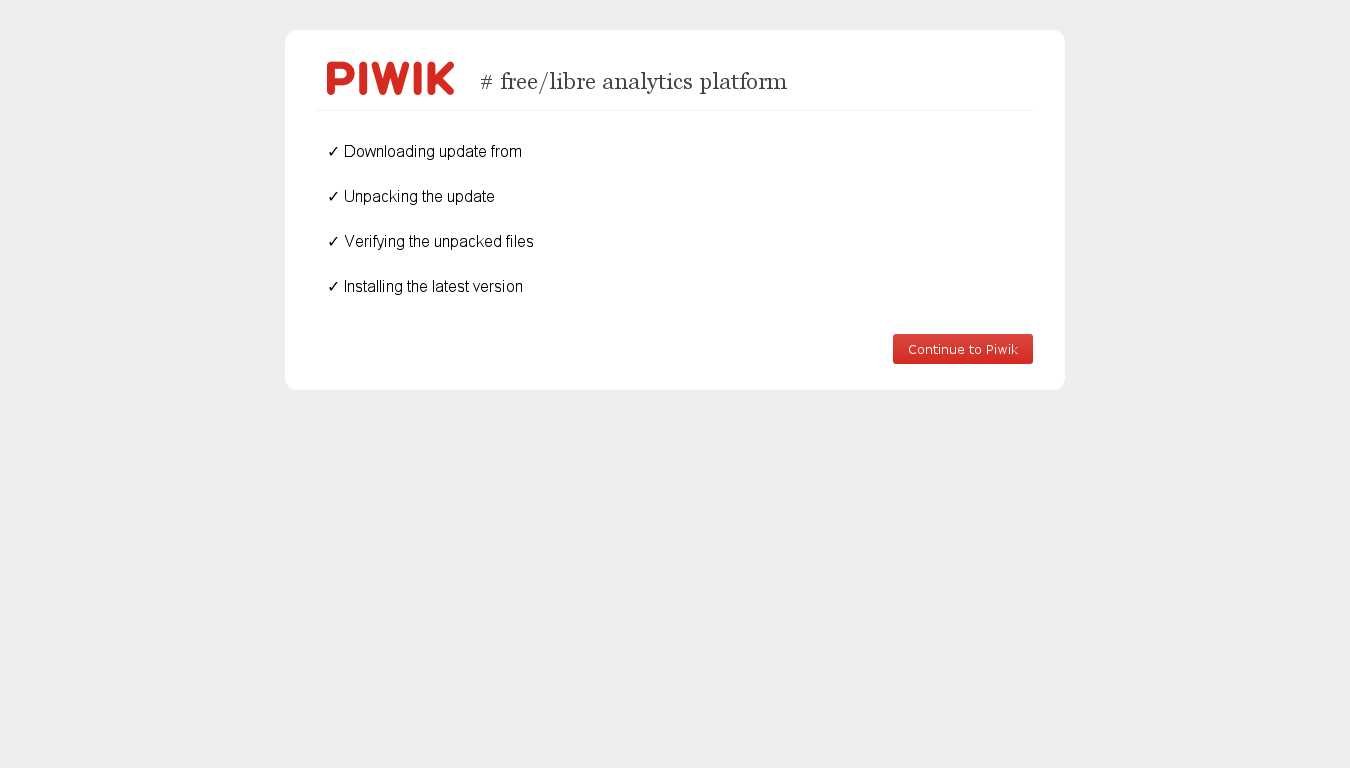 PIWIK # free/libre analytics platform
✓ Downloading update from
✓ Unpacking the update
✓ Verifying the unpacked files
✓ Installing the latest version
Continue to Piwik